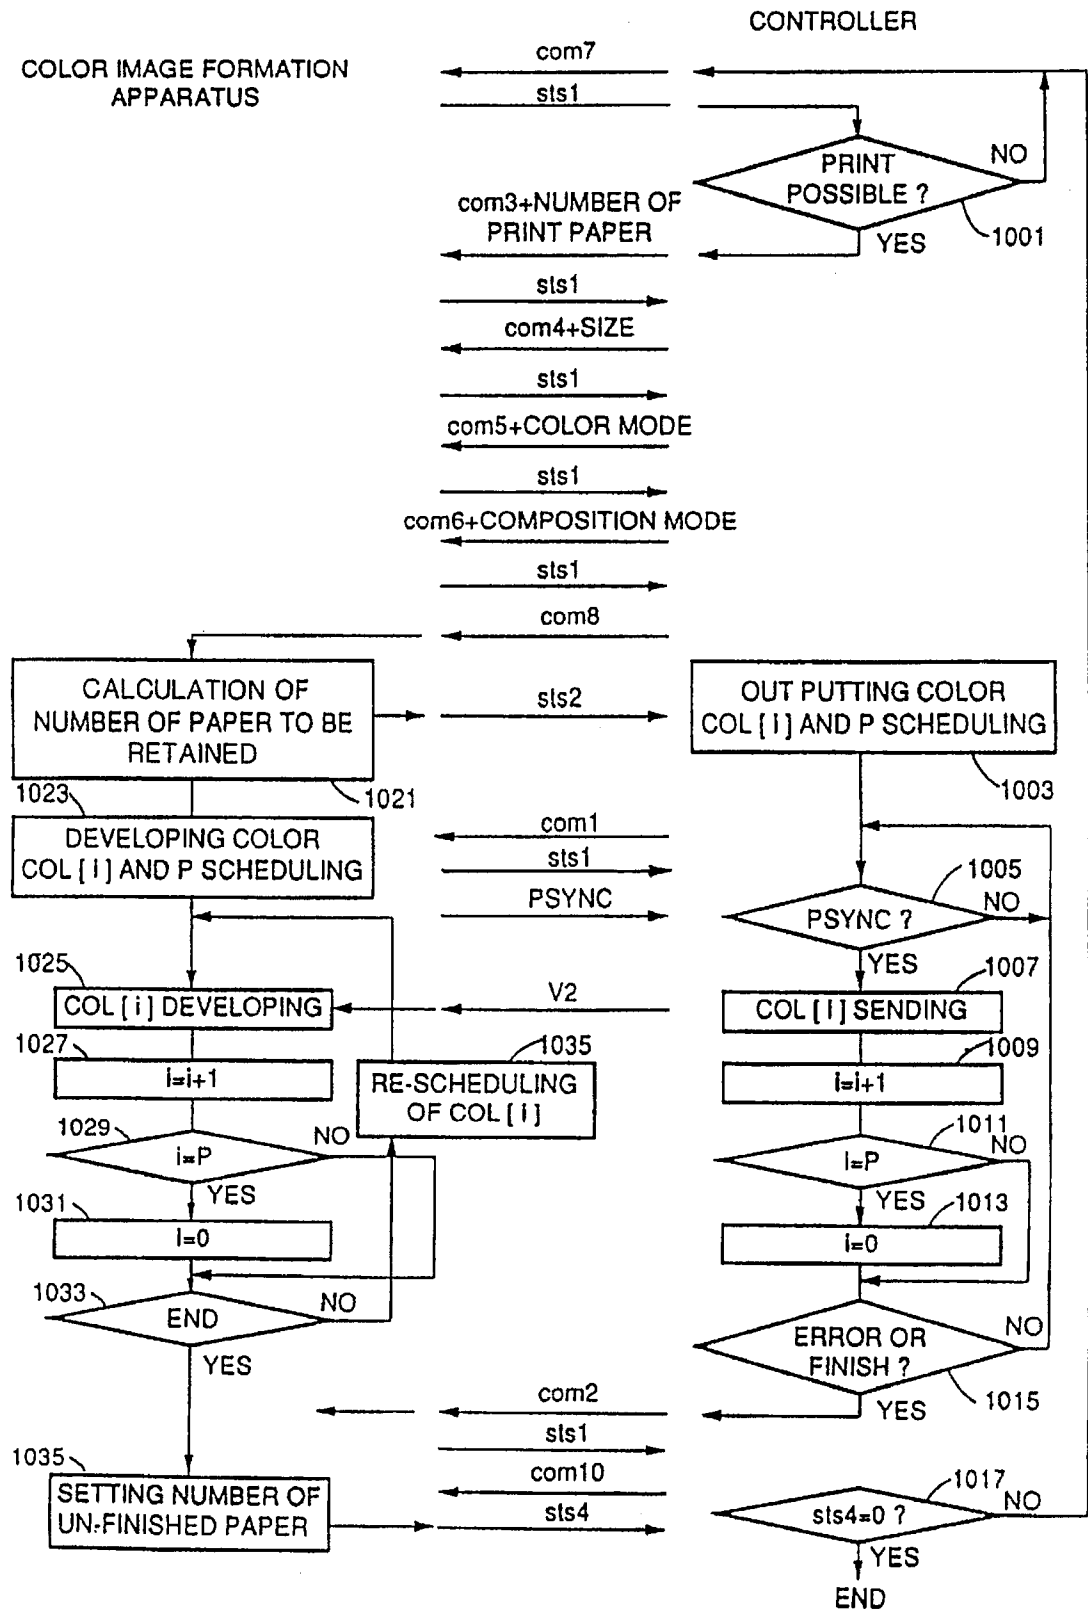 CONTROLLER
COLOR IMAGE FORMATION
APPARATUS
com7
sts1
PRINT
POSSIBLE ?
NO
1001
YES
com3+NUMBER OF
PRINT PAPER
sts1
com4+SIZE
sts1
com5+COLOR MODE
sts1
com6+COMPOSITION MODE
sts1
com8
CALCULATION OF
NUMBER OF PAPER TO BE
RETAINED
1021
sts2
OUT PUTTING COLOR
COL [ i ] AND P SCHEDULING
1003
1023
DEVELOPING COLOR
COL [ i ] AND P SCHEDULING
com1
sts1
PSYNC
1005
PSYNC ?
NO
YES
1025
COL [ i ] DEVELOPING
V2
1007
COL [ i ] SENDING
1027
i=i+1
1035
RE-SCHEDULING
OF COL [ i ]
1009
i=i+1
1029
i=P
NO
YES
1011
i=P
NO
YES
1031
i=0
1013
i=0
1033
END
NO
YES
ERROR OR
FINISH ?
NO
1015
YES
com2
sts1
com10
sts4
1035
SETTING NUMBER OF
UN-FINISHED PAPER
1017
sts4=0 ?
NO
YES
END